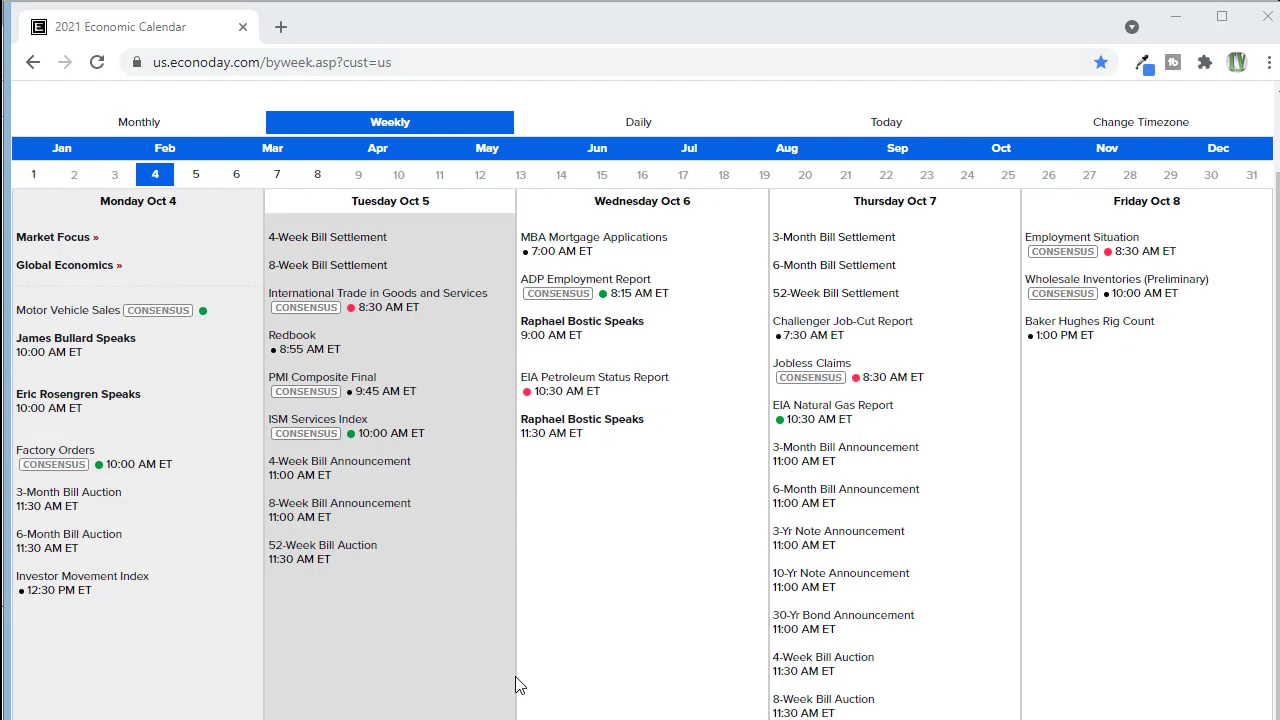 2021 Economic Calendar
us.econoday.com/byweek.asp?cust=us
Monthly Weekly Daily Today Change Timezone
Jan Feb Mar Apr May Jun Jul Aug Sep Oct Nov Dec
1 2 3 4 5 6 7 8 9 10 11 12 13 14 15 16 17 18 19 20 21 22 23 24 25 26 27 28 29 30 31
Monday Oct 4
Market Focus »
Global Economics »
Motor Vehicle Sales CONSENSUS
James Bullard Speaks
10:00 AM ET
Eric Rosengren Speaks
10:00 AM ET
Factory Orders
CONSENSUS 10:00 AM ET
3-Month Bill Auction
11:30 AM ET
6-Month Bill Auction
11:30 AM ET
Investor Movement Index
12:30 PM ET
Tuesday Oct 5
4-Week Bill Settlement
8-Week Bill Settlement
International Trade in Goods and Services
CONSENSUS 8:30 AM ET
Redbook
8:55 AM ET
PMI Composite Final
CONSENSUS 9:45 AM ET
ISM Services Index
CONSENSUS 10:00 AM ET
4-Week Bill Announcement
11:00 AM ET
8-Week Bill Announcement
11:00 AM ET
52-Week Bill Auction
11:30 AM ET
Wednesday Oct 6
MBA Mortgage Applications
7:00 AM ET
ADP Employment Report
CONSENSUS 8:15 AM ET
Raphael Bostic Speaks
9:00 AM ET
EIA Petroleum Status Report
10:30 AM ET
Raphael Bostic Speaks
11:30 AM ET
Thursday Oct 7
3-Month Bill Settlement
6-Month Bill Settlement
52-Week Bill Settlement
Challenger Job-Cut Report
7:30 AM ET
Jobless Claims
CONSENSUS 8:30 AM ET
EIA Natural Gas Report
10:30 AM ET
3-Month Bill Announcement
11:00 AM ET
6-Month Bill Announcement
11:00 AM ET
3-Yr Note Announcement
11:00 AM ET
10-Yr Note Announcement
11:00 AM ET
30-Yr Bond Announcement
11:00 AM ET
4-Week Bill Auction
11:30 AM ET
8-Week Bill Auction
11:30 AM ET
Friday Oct 8
Employment Situation
CONSENSUS 8:30 AM ET
Wholesale Inventories (Preliminary)
CONSENSUS 10:00 AM ET
Baker Hughes Rig Count
1:00 PM ET